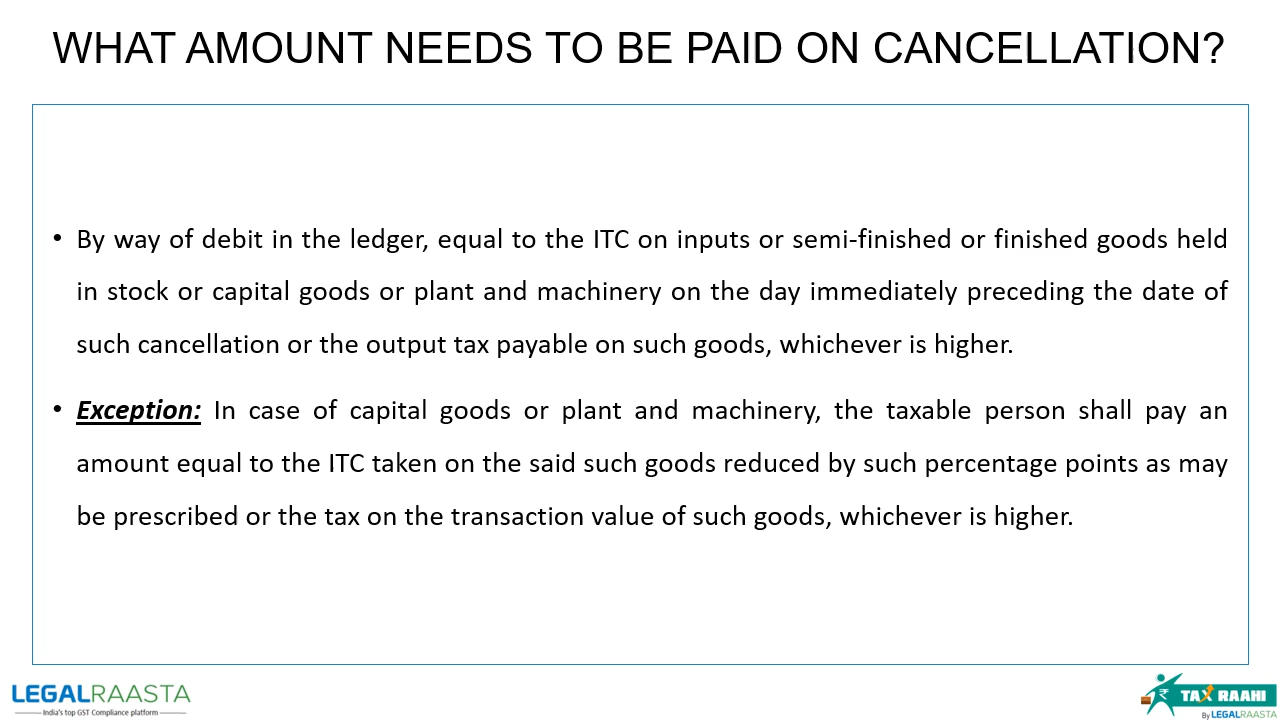 WHAT AMOUNT NEEDS TO BE PAID ON CANCELLATION?
• By way of debit in the ledger, equal to the ITC on inputs or semi-finished or finished goods held
in stock or capital goods or plant and machinery on the day immediately preceding the date of
such cancellation or the output tax payable on such goods, whichever is higher.
• Exception: In case of capital goods or plant and machinery, the taxable person shall pay an
amount equal to the ITC taken on the said such goods reduced by such percentage points as may
be prescribed or the tax on the transaction value of such goods, whichever is higher.
LEGALRAASTA
India's top GST Compliance platform
₹ TAX RAAHI
By LEGALRAASTA